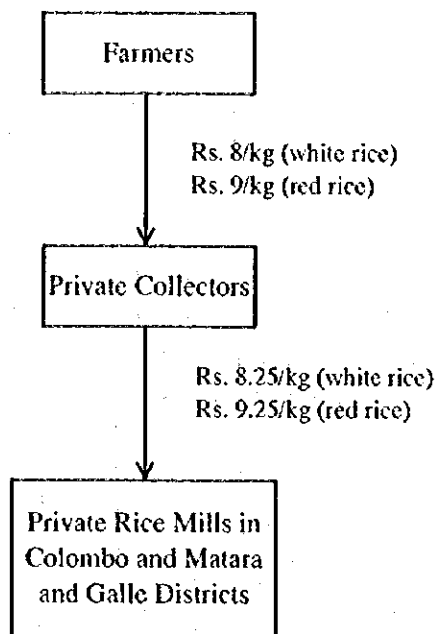 Farmers
Rs. 8/kg (white rice)
Rs. 9/kg (red rice)
Private Collectors
Rs. 8.25/kg (white rice)
Rs. 9.25/kg (red rice)
Private Rice Mills in
Colombo and Matara
and Galle Districts